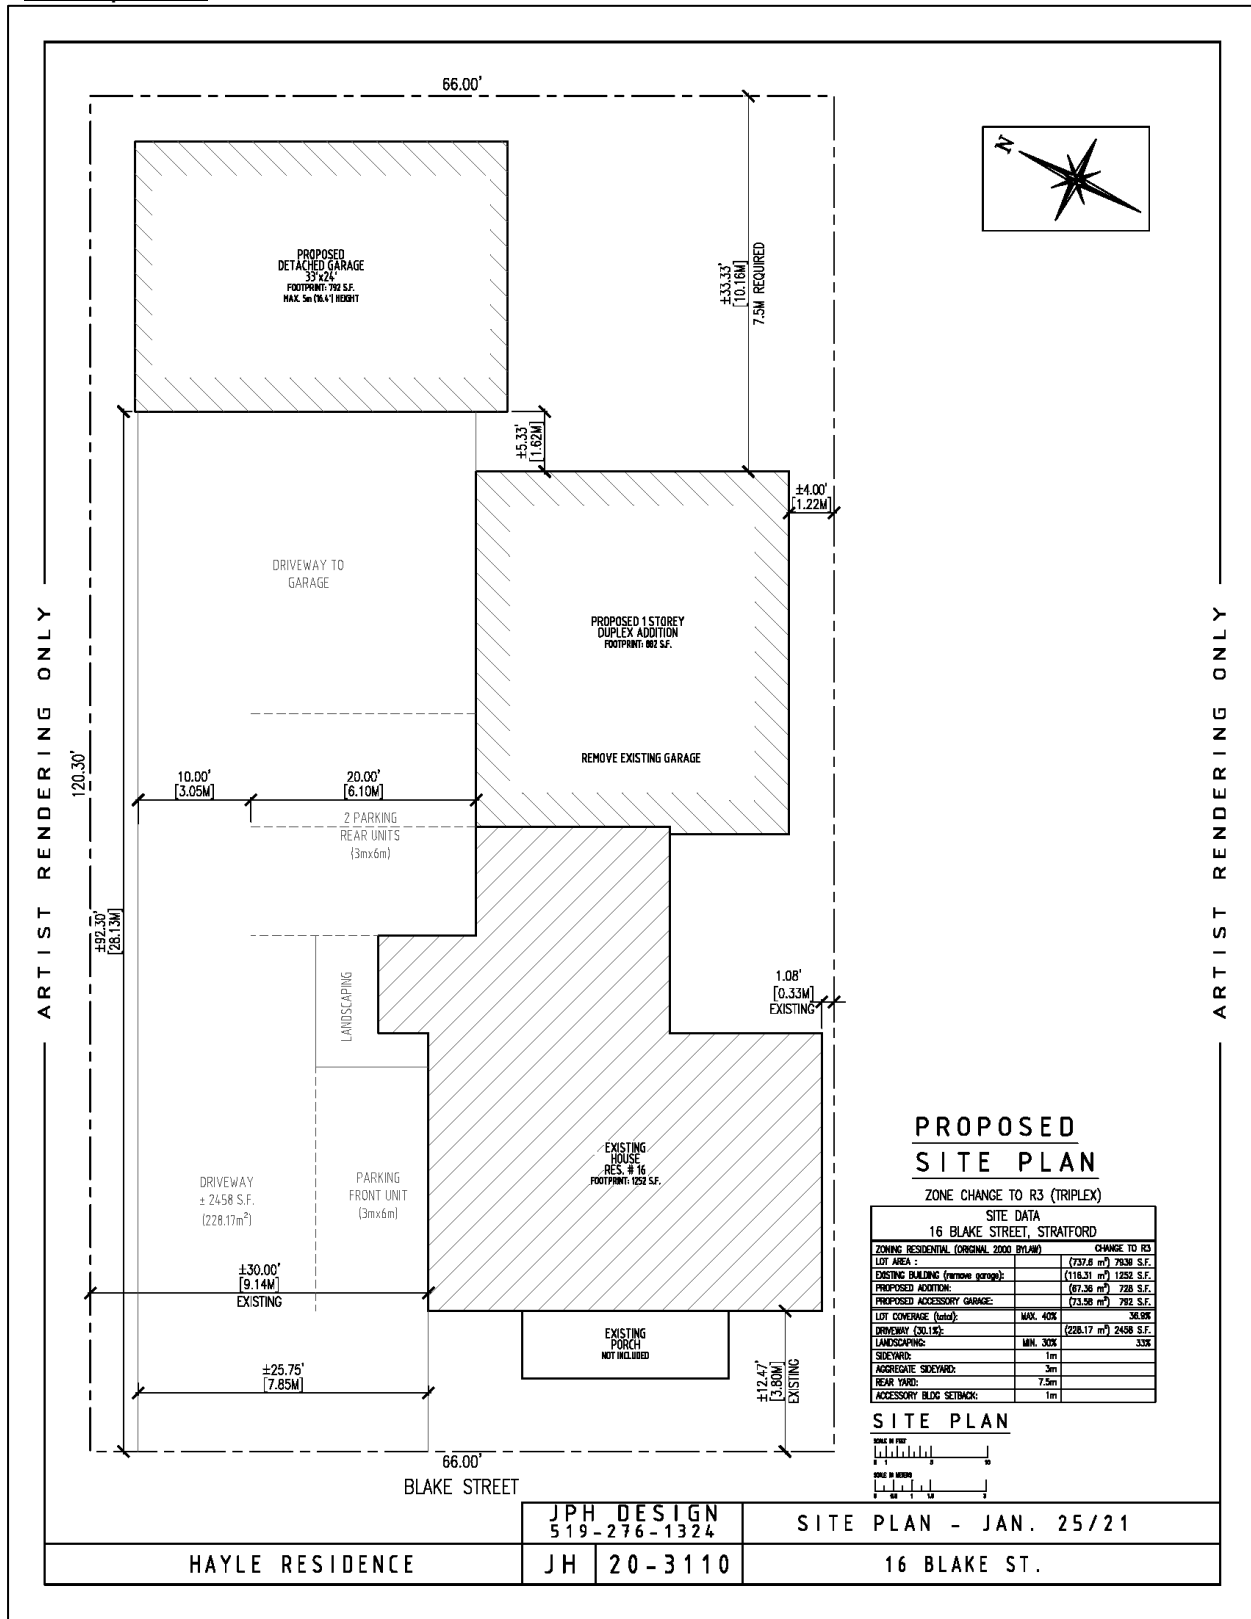 66.00'
N
PROPOSED
DETACHED GARAGE
33'x24'
FOOTPRINT: 792 S.F.
MAX. 5m (16.4') HEIGHT
±33.33'
[10.16M]
7.5M REQUIRED
±5.33'
[1.62M]
±4.00'
[1.22M]
DRIVEWAY TO
GARAGE
PROPOSED 1 STOREY
DUPLEX ADDITION
REMOVE EXISTING GARAGE
120.30'
10.00'
[3.05M]
20.00'
[6.10M]
2 PARKING
REAR UNITS
(3mx6m)
±92.30'
[28.13M]
LANDSCAPING
1.08'
[0.33M]
EXISTING
ARTIST RENDERING ONLY
ARTIST RENDERING ONLY
EXISTING
HOUSE
RES. # 16
FOOTPRINT: 1252 S.F.
DRIVEWAY
± 2458 S.F.
(228.17m²)
PARKING
FRONT UNIT
(3mx6m)
±30.00'
[9.14M]
EXISTING
EXISTING
PORCH
NOT INCLUDED
±25.75'
[7.85M]
±12.47'
[3.80M]
EXISTING
66.00'
BLAKE STREET
PROPOSED
SITE PLAN
ZONE CHANGE TO R3 (TRIPLEX)
SITE DATA
16 BLAKE STREET, STRATFORD
ZONING RESIDENTIAL (ORIGINAL 2000 BYLAW) CHANGE TO R3
LOT AREA : (737.6 m²) 7939 S.F.
EXISTING BUILDING (remove garage): (116.31 m²) 1252 S.F.
PROPOSED ADDITION: (67.36 m²) 728 S.F.
PROPOSED ACCESSORY GARAGE: (73.58 m²) 792 S.F.
LOT COVERAGE (total): MAX. 40% 36.9%
DRIVEWAY (30.1%): (228.17 m²) 2458 S.F.
LANDSCAPING: MIN. 30% 33%
SIDEYARD: 1m
AGGREGATE SIDEYARD: 3m
REAR YARD: 7.5m
ACCESSORY BLDG SETBACK: 1m
SITE PLAN
SCALE IN FEET
0 1 5 10
SCALE IN METERS
JPH DESIGN
519-276-1324
SITE PLAN - JAN. 25/21
HAYLE RESIDENCE
JH
20-3110
16 BLAKE ST.